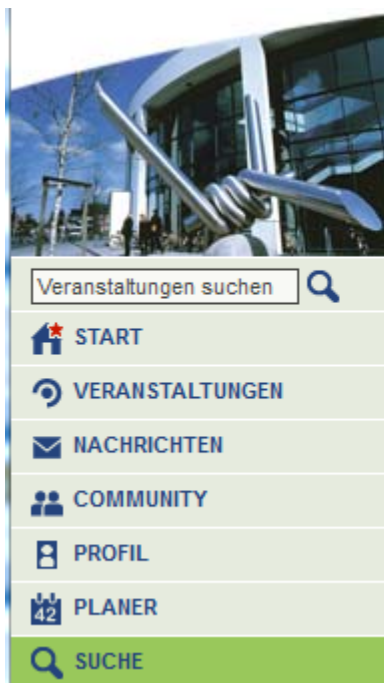 Veranstaltungen suchen
START
VERANSTALTUNGEN
NACHRICHTEN
COMMUNITY
PROFIL
42 PLANER
SUCHE